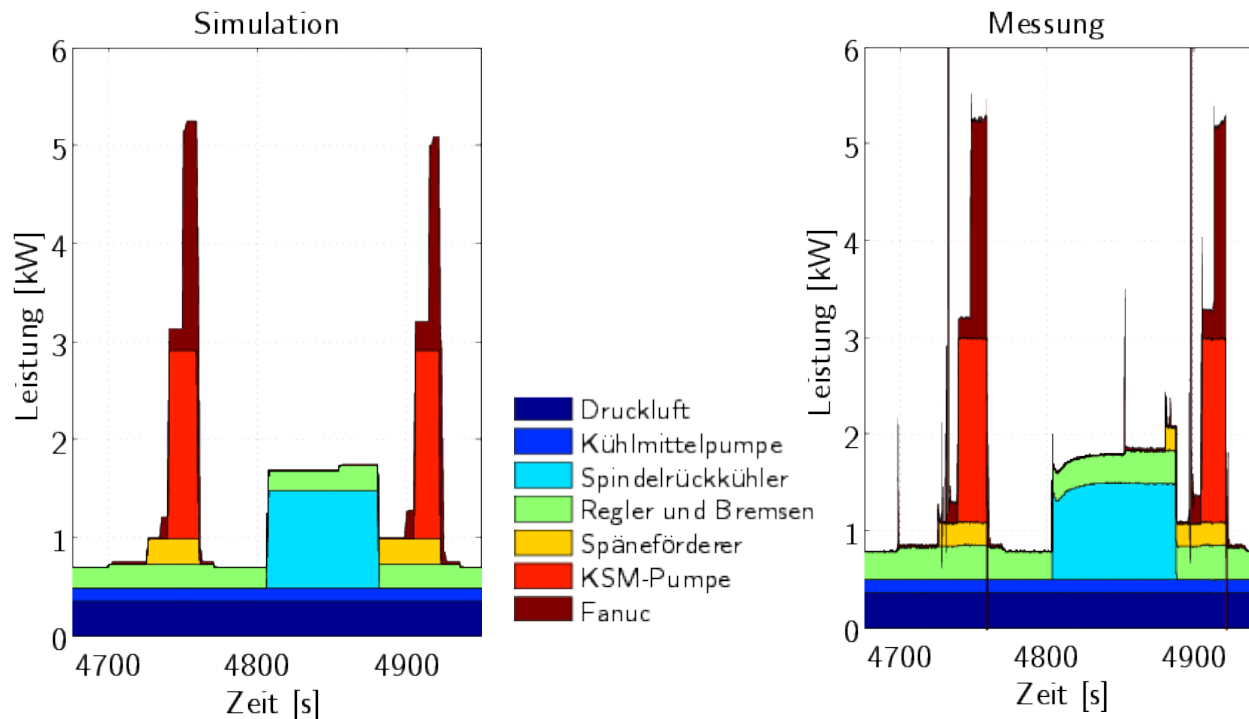 Simulation
Leistung [kW]
6
5
4
3
2
1
0
4700 4800 4900
Zeit [s]
Druckluft
Kühlmittelpumpe
Spindelrückkühler
Regler und Bremsen
Späneförderer
KSM-Pumpe
Fanuc
Messung
Leistung [kW]
6
5
4
3
2
1
0
4700 4800 4900
Zeit [s]